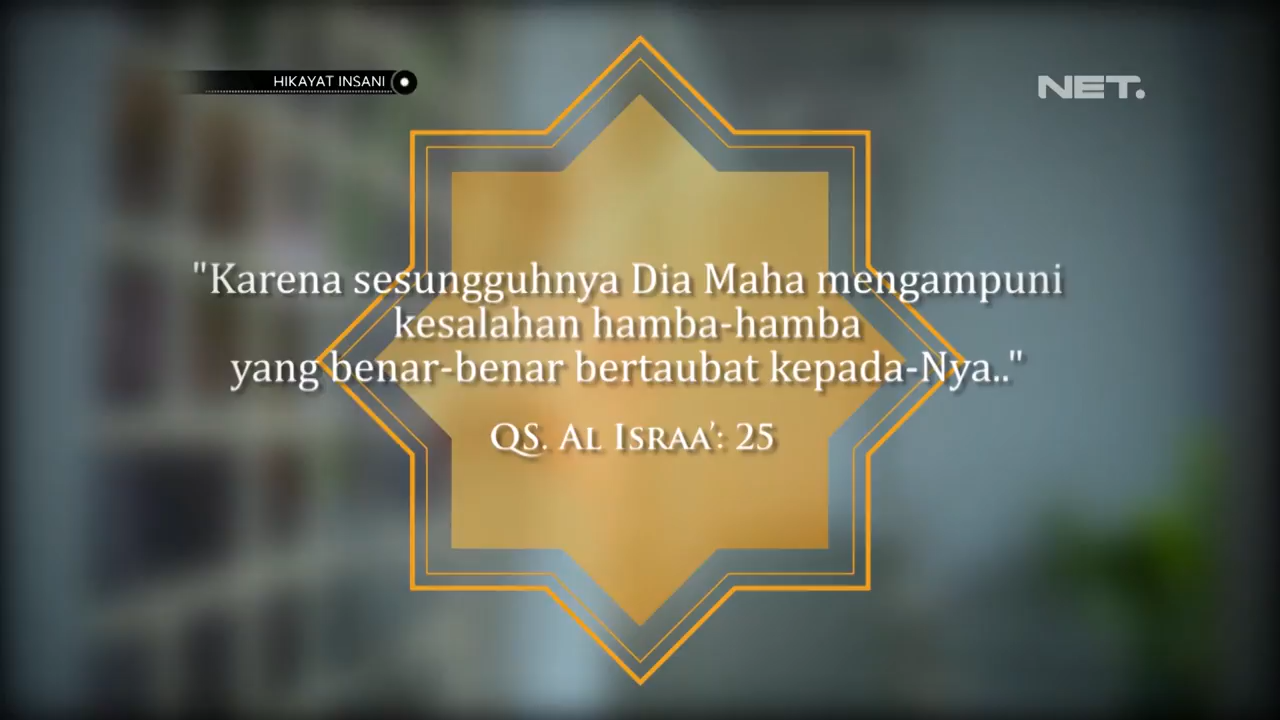 HIKAYAT INSANI
NET.
"Karena sesungguhnya Dia Maha mengampuni
kesalahan hamba-hamba
yang benar-benar bertaubat kepada-Nya.."
QS. AL ISRAA': 25